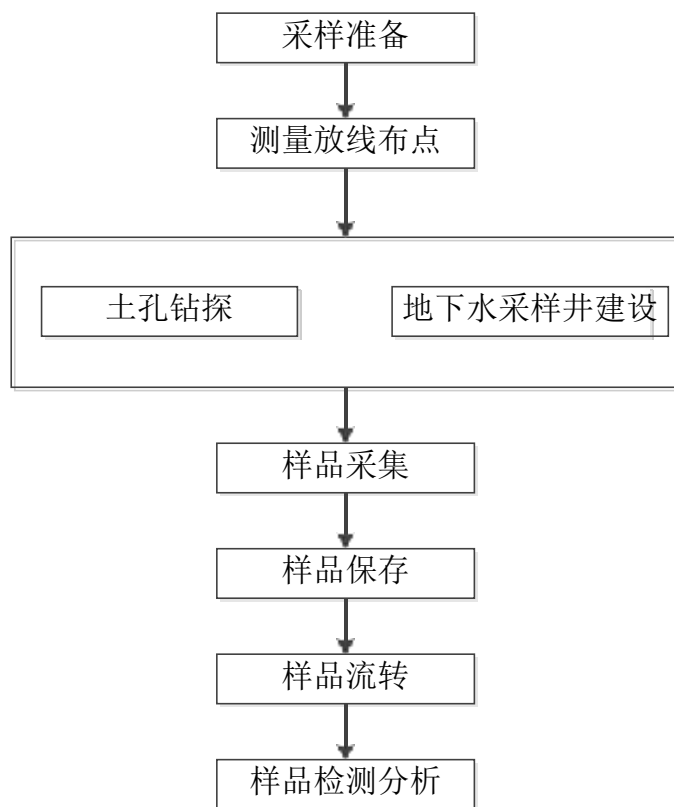 采样准备
测量放线布点
土孔钻探
地下水采样井建设
样品采集
样品保存
样品流转
样品检测分析